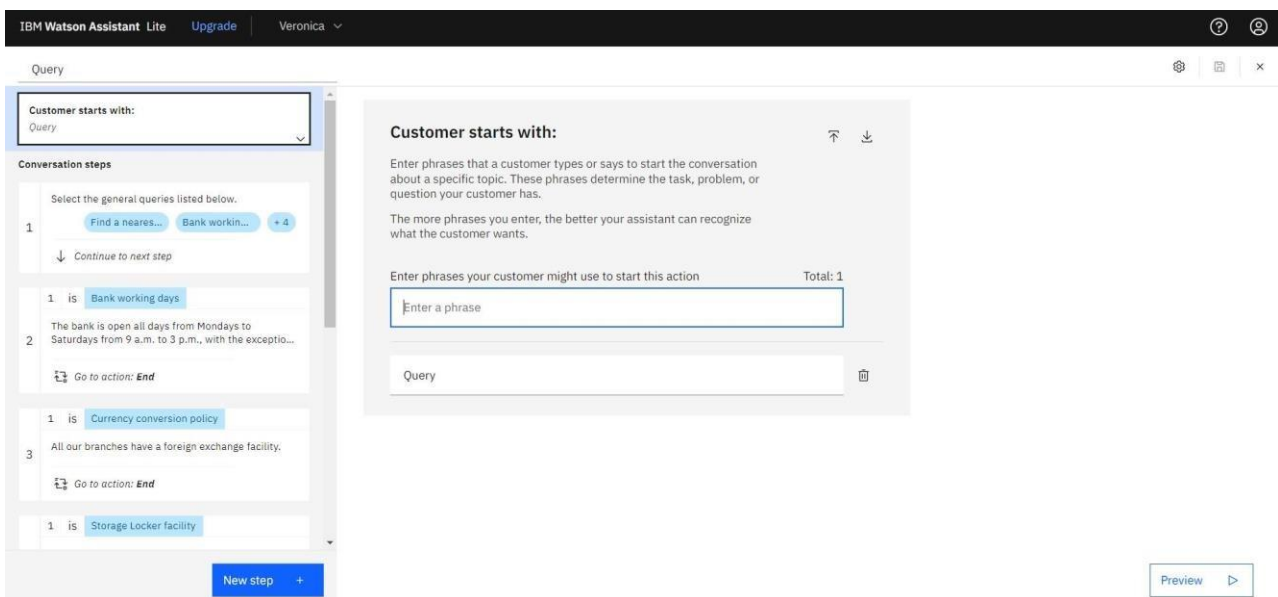 IBM Watson Assistant Lite Upgrade Veronica
Query
Customer starts with:
Query
Conversation steps
1
Select the general queries listed below.
Find a neares... Bank workin... + 4
Continue to next step
2
1 is Bank working days
The bank is open all days from Mondays to
Saturdays from 9 a.m. to 3 p.m., with the exceptio...
Go to action: End
3
1 is Currency conversion policy
All our branches have a foreign exchange facility.
Go to action: End
1 is Storage Locker facility
New step +
Customer starts with:
Enter phrases that a customer types or says to start the conversation
about a specific topic. These phrases determine the task, problem, or
question your customer has.
The more phrases you enter, the better your assistant can recognize
what the customer wants.
Enter phrases your customer might use to start this action Total: 1
Enter a phrase
Query
Preview